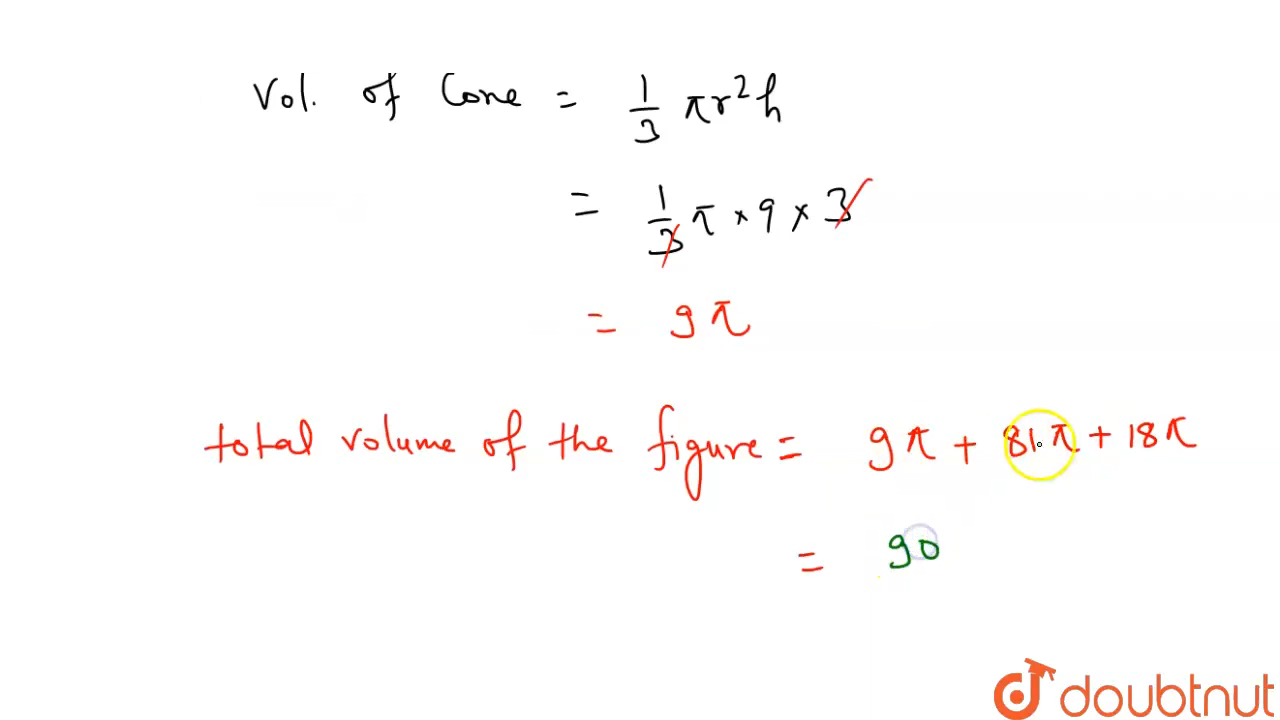 Vol. of Cone = 1/3 πr²h
= 1/3 π × 9 × 3
= 9π
total volume of the figure = 9π + 81π + 18π
= 90
doubtnut